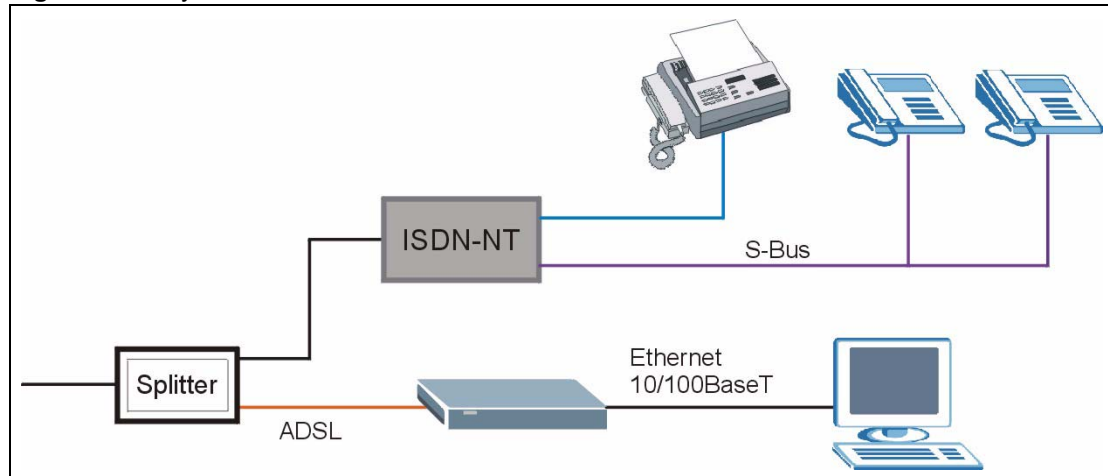 ISDN-NT
S-Bus
Splitter
ADSL
Ethernet
10/100BaseT